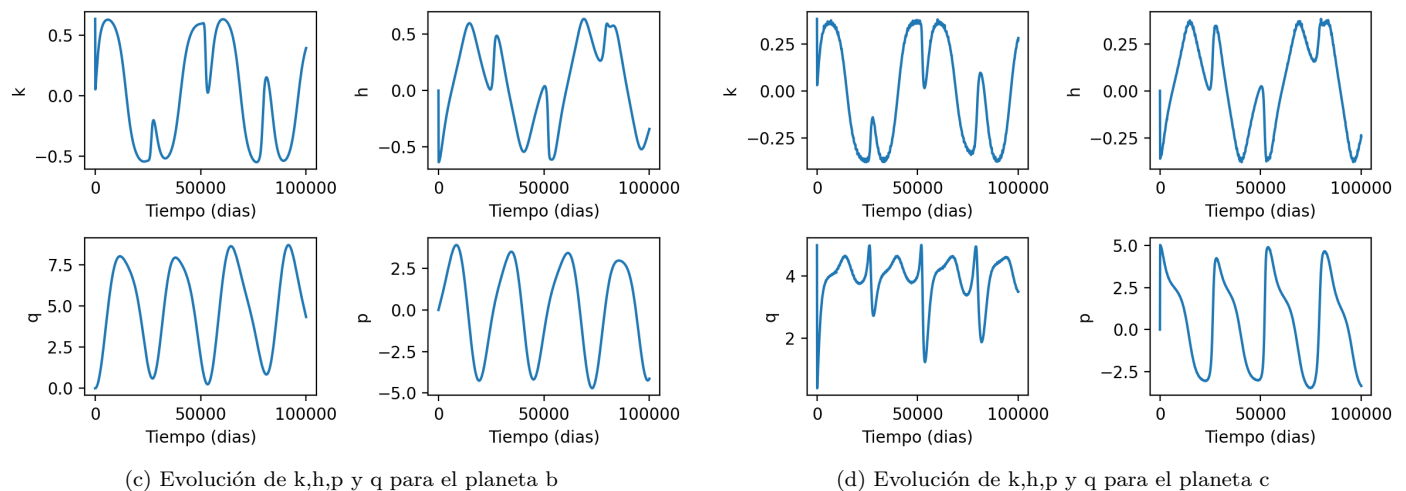 k
0.5
0.0
−0.5
0 50000 100000
Tiempo (dias)
h
0.5
0.0
−0.5
0 50000 100000
Tiempo (dias)
k
0.25
0.00
−0.25
0 50000 100000
Tiempo (dias)
h
0.25
0.00
−0.25
0 50000 100000
Tiempo (dias)
q
7.5
5.0
2.5
0.0
0 50000 100000
Tiempo (dias)
p
2.5
0.0
−2.5
−5.0
0 50000 100000
Tiempo (dias)
q
4
2
0 50000 100000
Tiempo (dias)
p
5.0
2.5
0.0
−2.5
0 50000 100000
Tiempo (dias)
(c) Evolución de k,h,p y q para el planeta b
(d) Evolución de k,h,p y q para el planeta c